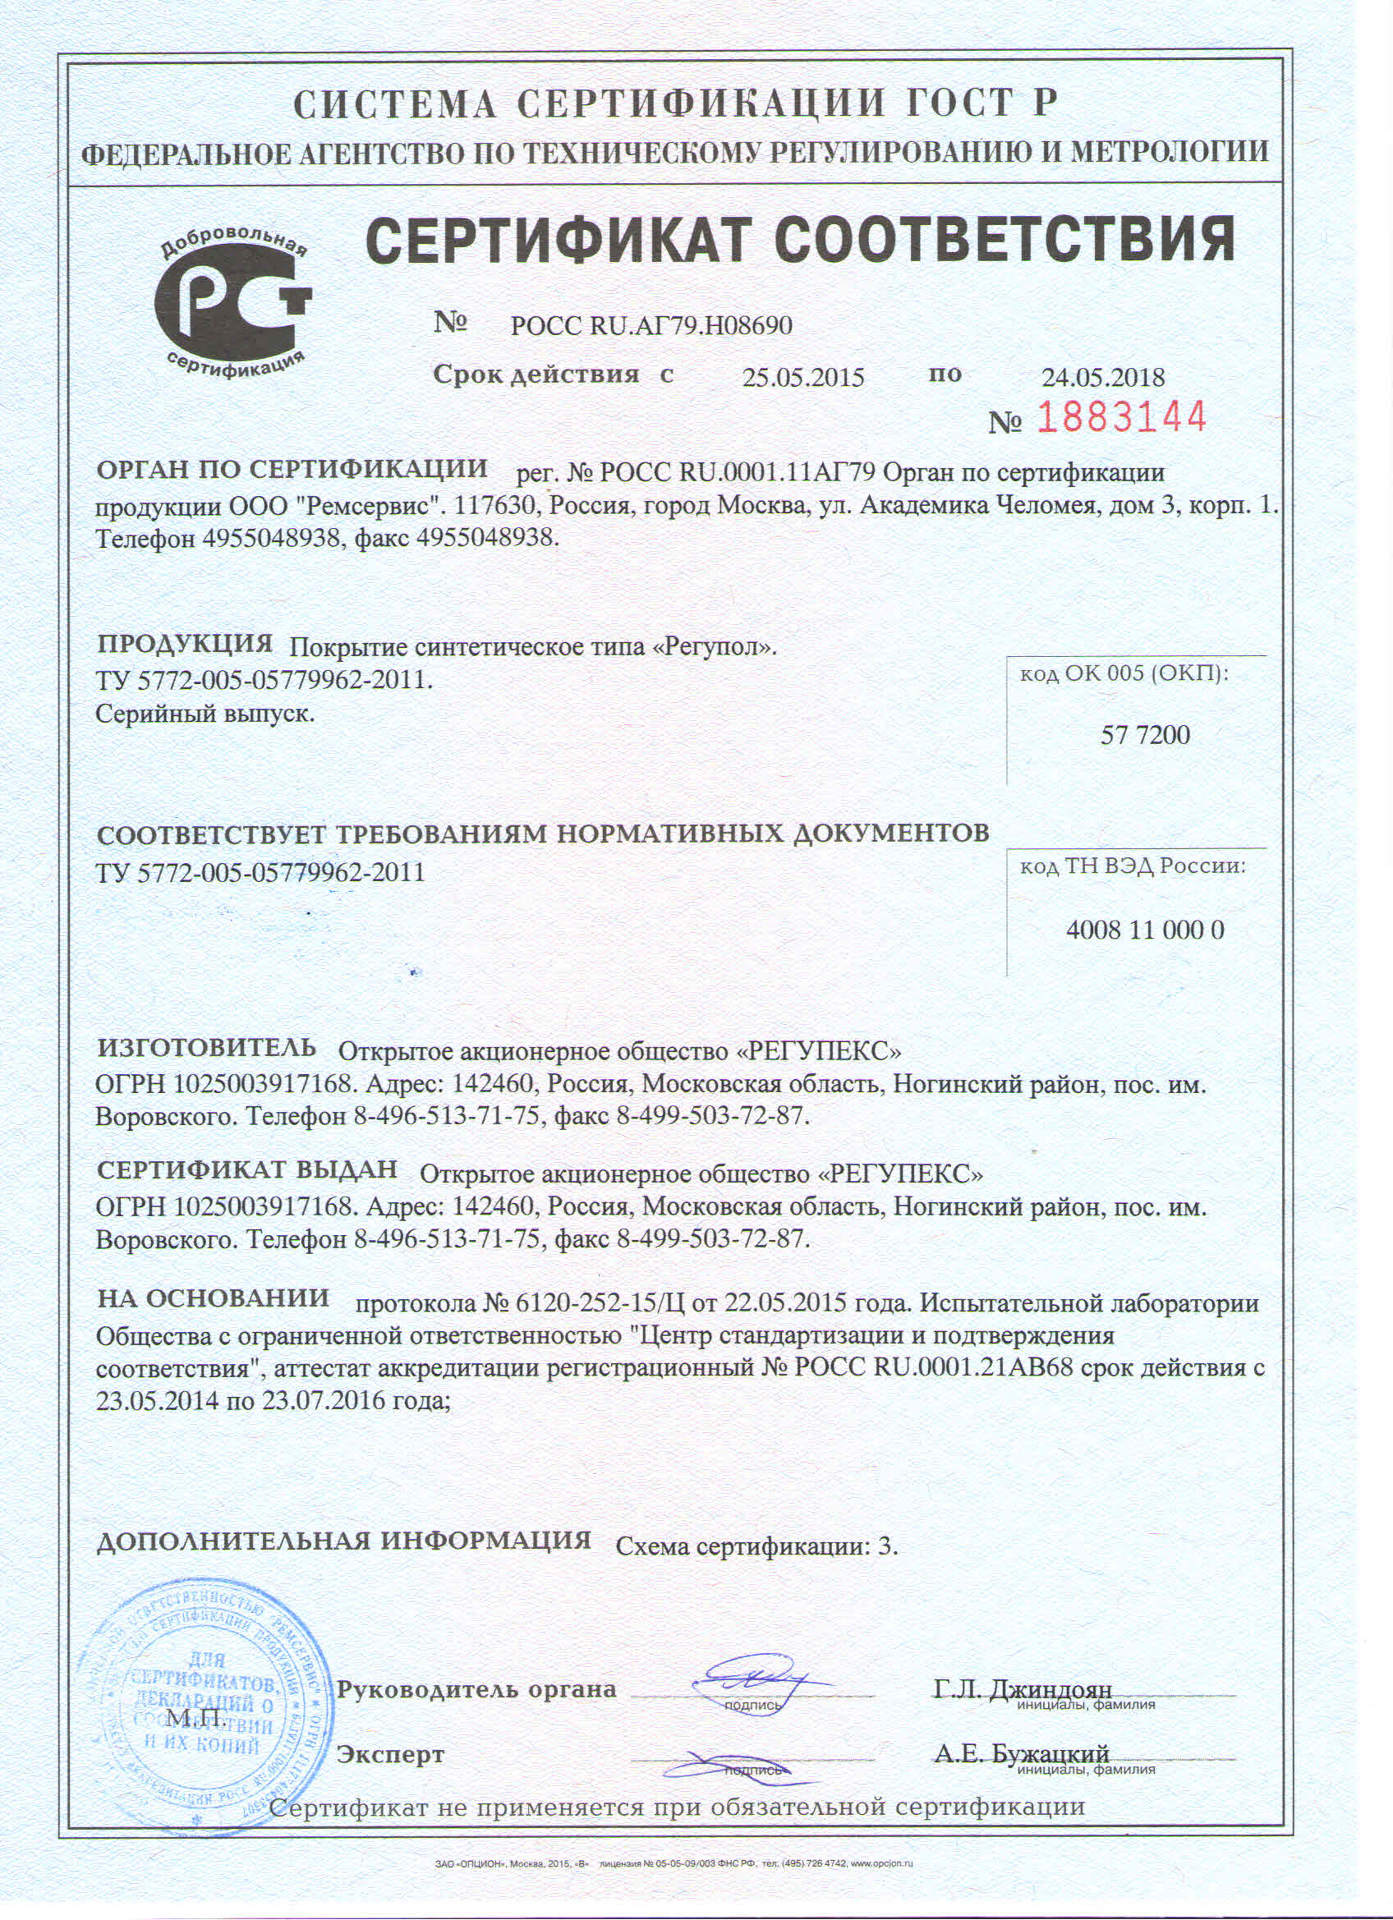 СИСТЕМА СЕРТИФИКАЦИИ ГОСТ Р
ФЕДЕРАЛЬНОЕ АГЕНТСТВО ПО ТЕХНИЧЕСКОМУ РЕГУЛИРОВАНИЮ И МЕТРОЛОГИИ
Добровольная
РСТ
сертификация
СЕРТИФИКАТ СООТВЕТСТВИЯ
№ РОСС RU.АГ79.Н08690
Срок действия с 25.05.2015 по 24.05.2018
№ 1883144
ОРГАН ПО СЕРТИФИКАЦИИ рег. № РОСС RU.0001.11АГ79 Орган по сертификации
продукции ООО "Ремсервис". 117630, Россия, город Москва, ул. Академика Челомея, дом 3, корп. 1.
Телефон 4955048938, факс 4955048938.
ПРОДУКЦИЯ Покрытие синтетическое типа «Регупол».
ТУ 5772-005-05779962-2011.
Серийный выпуск.
код ОК 005 (ОКП):
57 7200
СООТВЕТСТВУЕТ ТРЕБОВАНИЯМ НОРМАТИВНЫХ ДОКУМЕНТОВ
ТУ 5772-005-05779962-2011
код ТН ВЭД России:
4008 11 000 0
ИЗГОТОВИТЕЛЬ Открытое акционерное общество «РЕГУПЕКС»
ОГРН 1025003917168. Адрес: 142460, Россия, Московская область, Ногинский район, пос. им.
Воровского. Телефон 8-496-513-71-75, факс 8-499-503-72-87.
СЕРТИФИКАТ ВЫДАН Открытое акционерное общество «РЕГУПЕКС»
ОГРН 1025003917168. Адрес: 142460, Россия, Московская область, Ногинский район, пос. им.
Воровского. Телефон 8-496-513-71-75, факс 8-499-503-72-87.
НА ОСНОВАНИИ протокола № 6120-252-15/Ц от 22.05.2015 года. Испытательной лаборатории
Общества с ограниченной ответственностью "Центр стандартизации и подтверждения
соответствия", аттестат аккредитации регистрационный № РОСС RU.0001.21АВ68 срок действия с
23.05.2014 по 23.07.2016 года;
ДОПОЛНИТЕЛЬНАЯ ИНФОРМАЦИЯ Схема сертификации: 3.
ОТВЕТСТВЕННОСТЬЮ "РЕМСЕРВИС" * ОГРН
СЕРТИФИКАЦИИ ПРОДУКЦИИ
ДЛЯ
СЕРТИФИКАТОВ,
ДЕКЛАРАЦИЙ О
СООТВЕТСТВИИ
И ИХ КОПИЙ
М.П.
Руководитель органа
подпись
Г.Л. Джиндоян
инициалы, фамилия
Эксперт
подпись
А.Е. Бужацкий
инициалы, фамилия
Сертификат не применяется при обязательной сертификации
ЗАО «ОПЦИОН», Москва, 2015, «В» лицензия № 05-05-09/003 ФНС РФ, тел. (495) 726 4742, www.opcion.ru